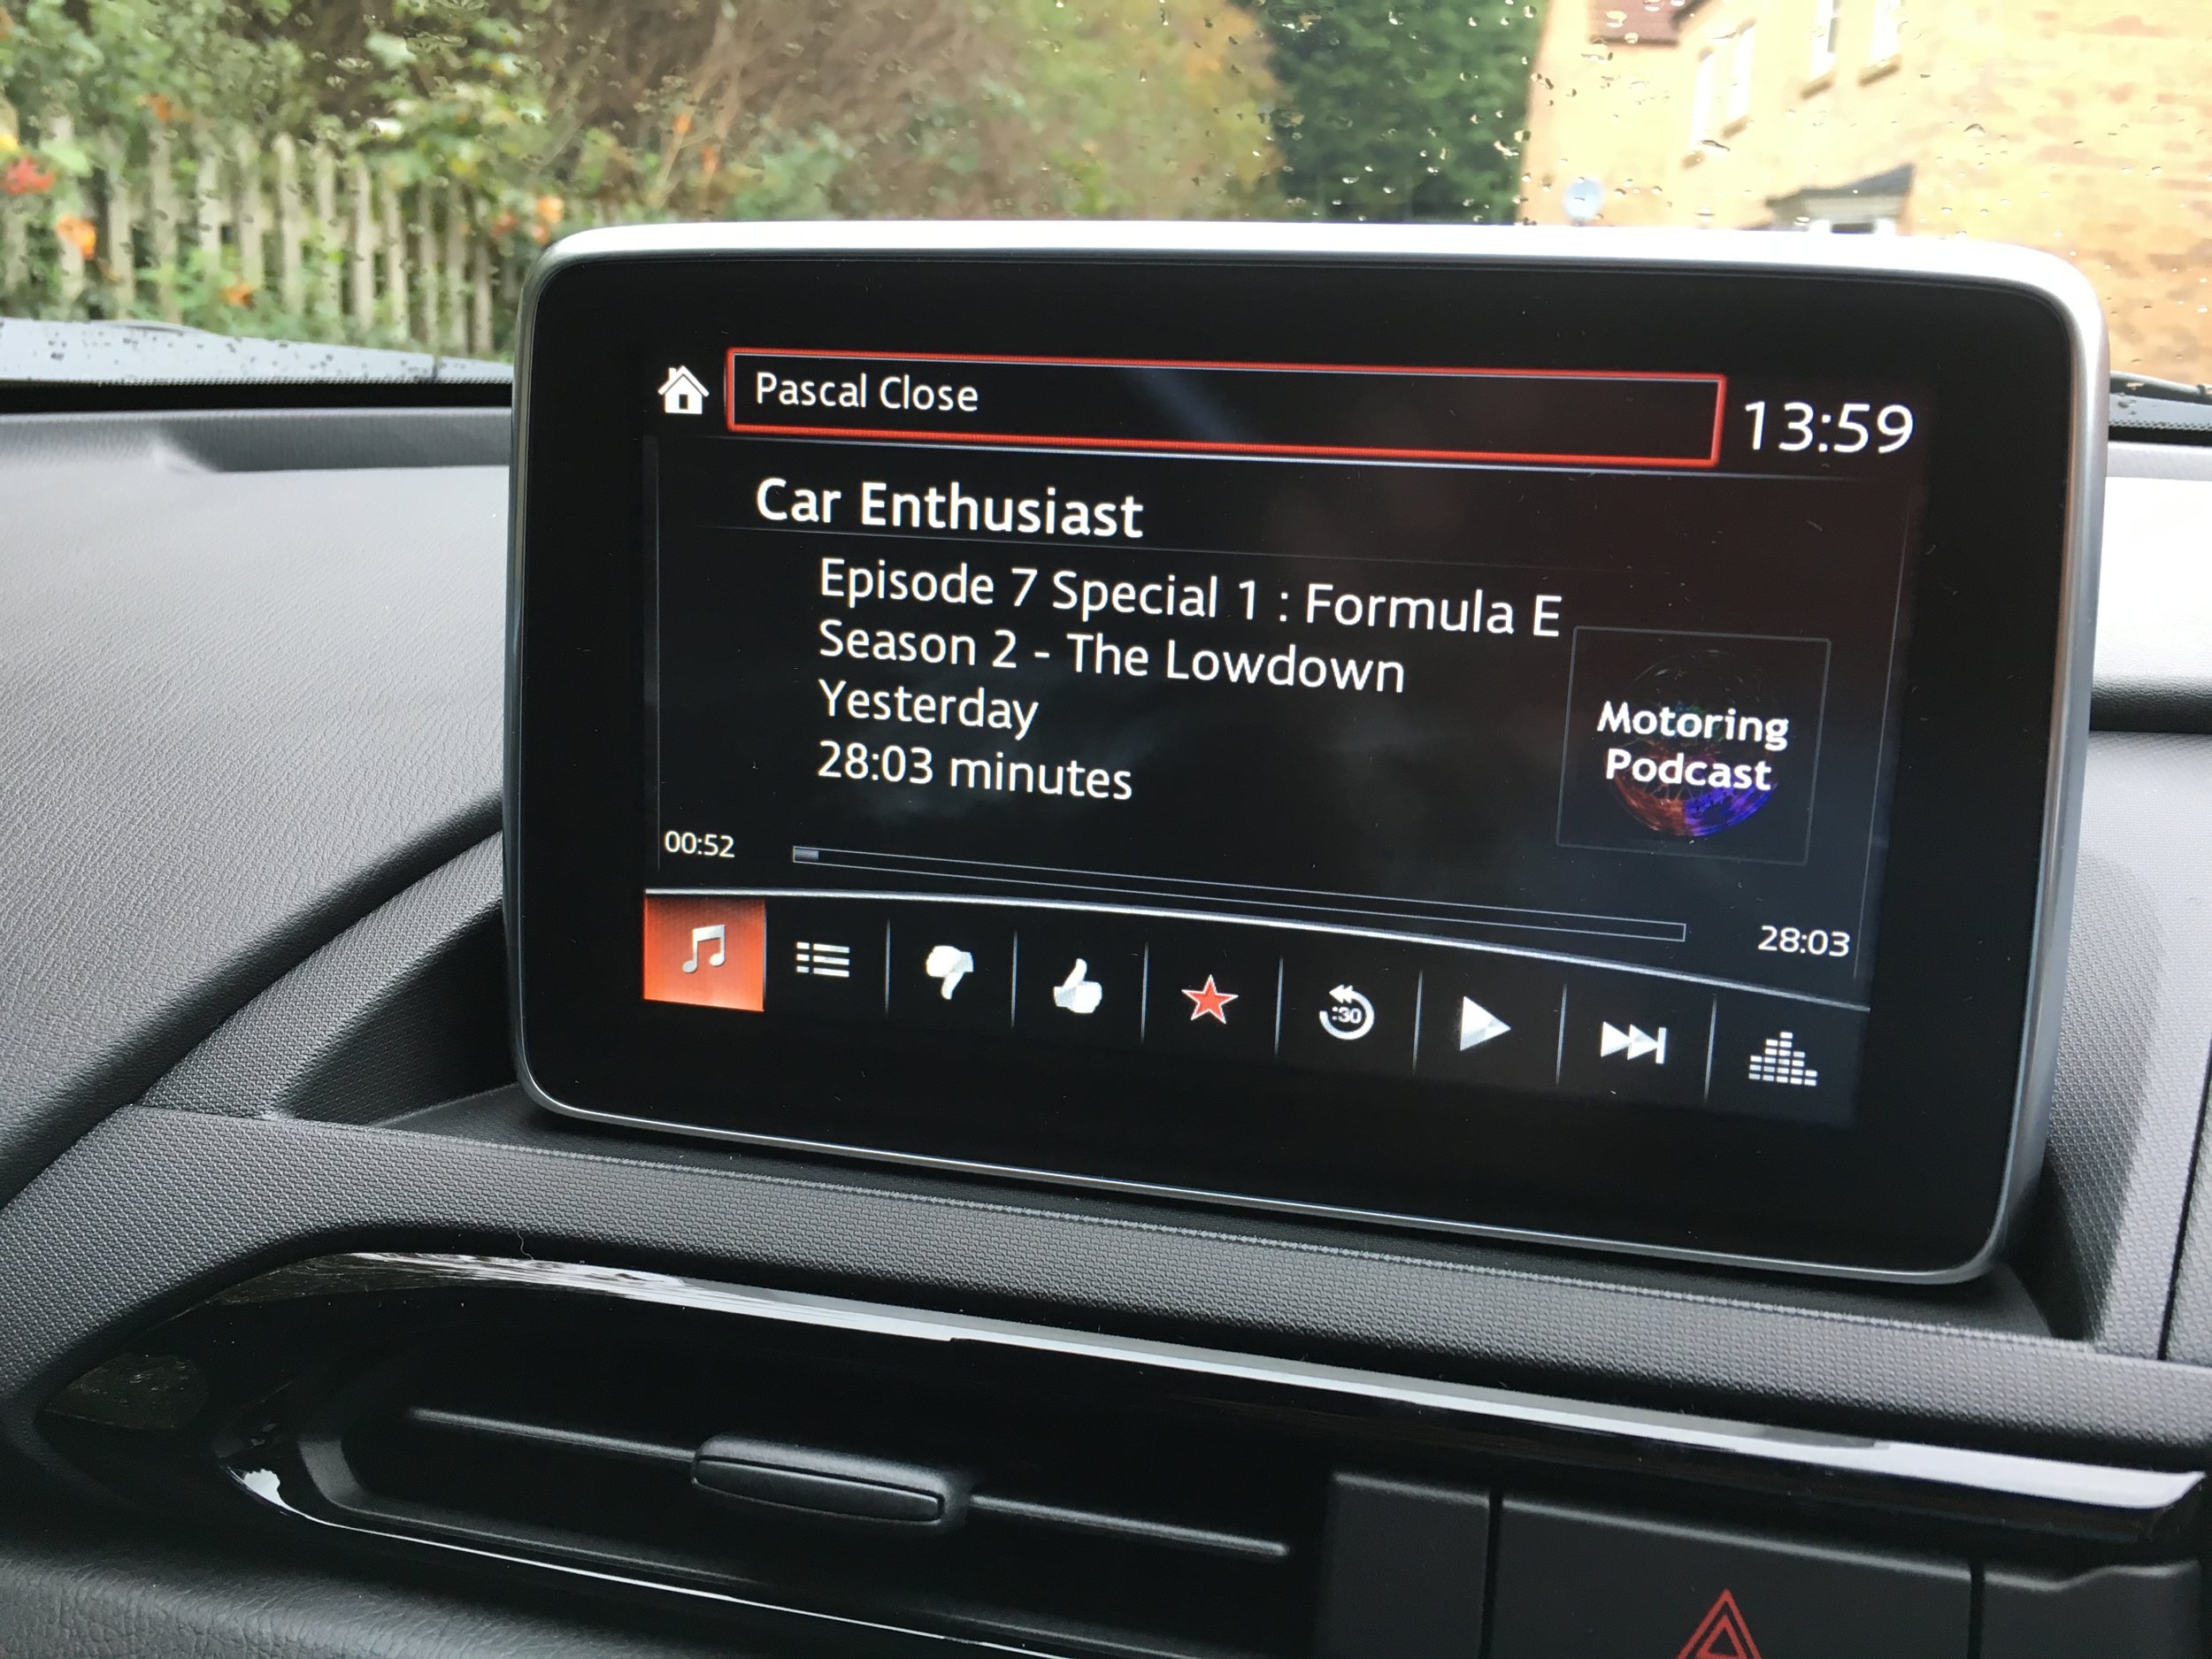 Pascal Close
13:59
Car Enthusiast
Episode 7 Special 1 : Formula E
Season 2 - The Lowdown
Yesterday
28:03 minutes
Motoring
Podcast
00:52
28:03
:30